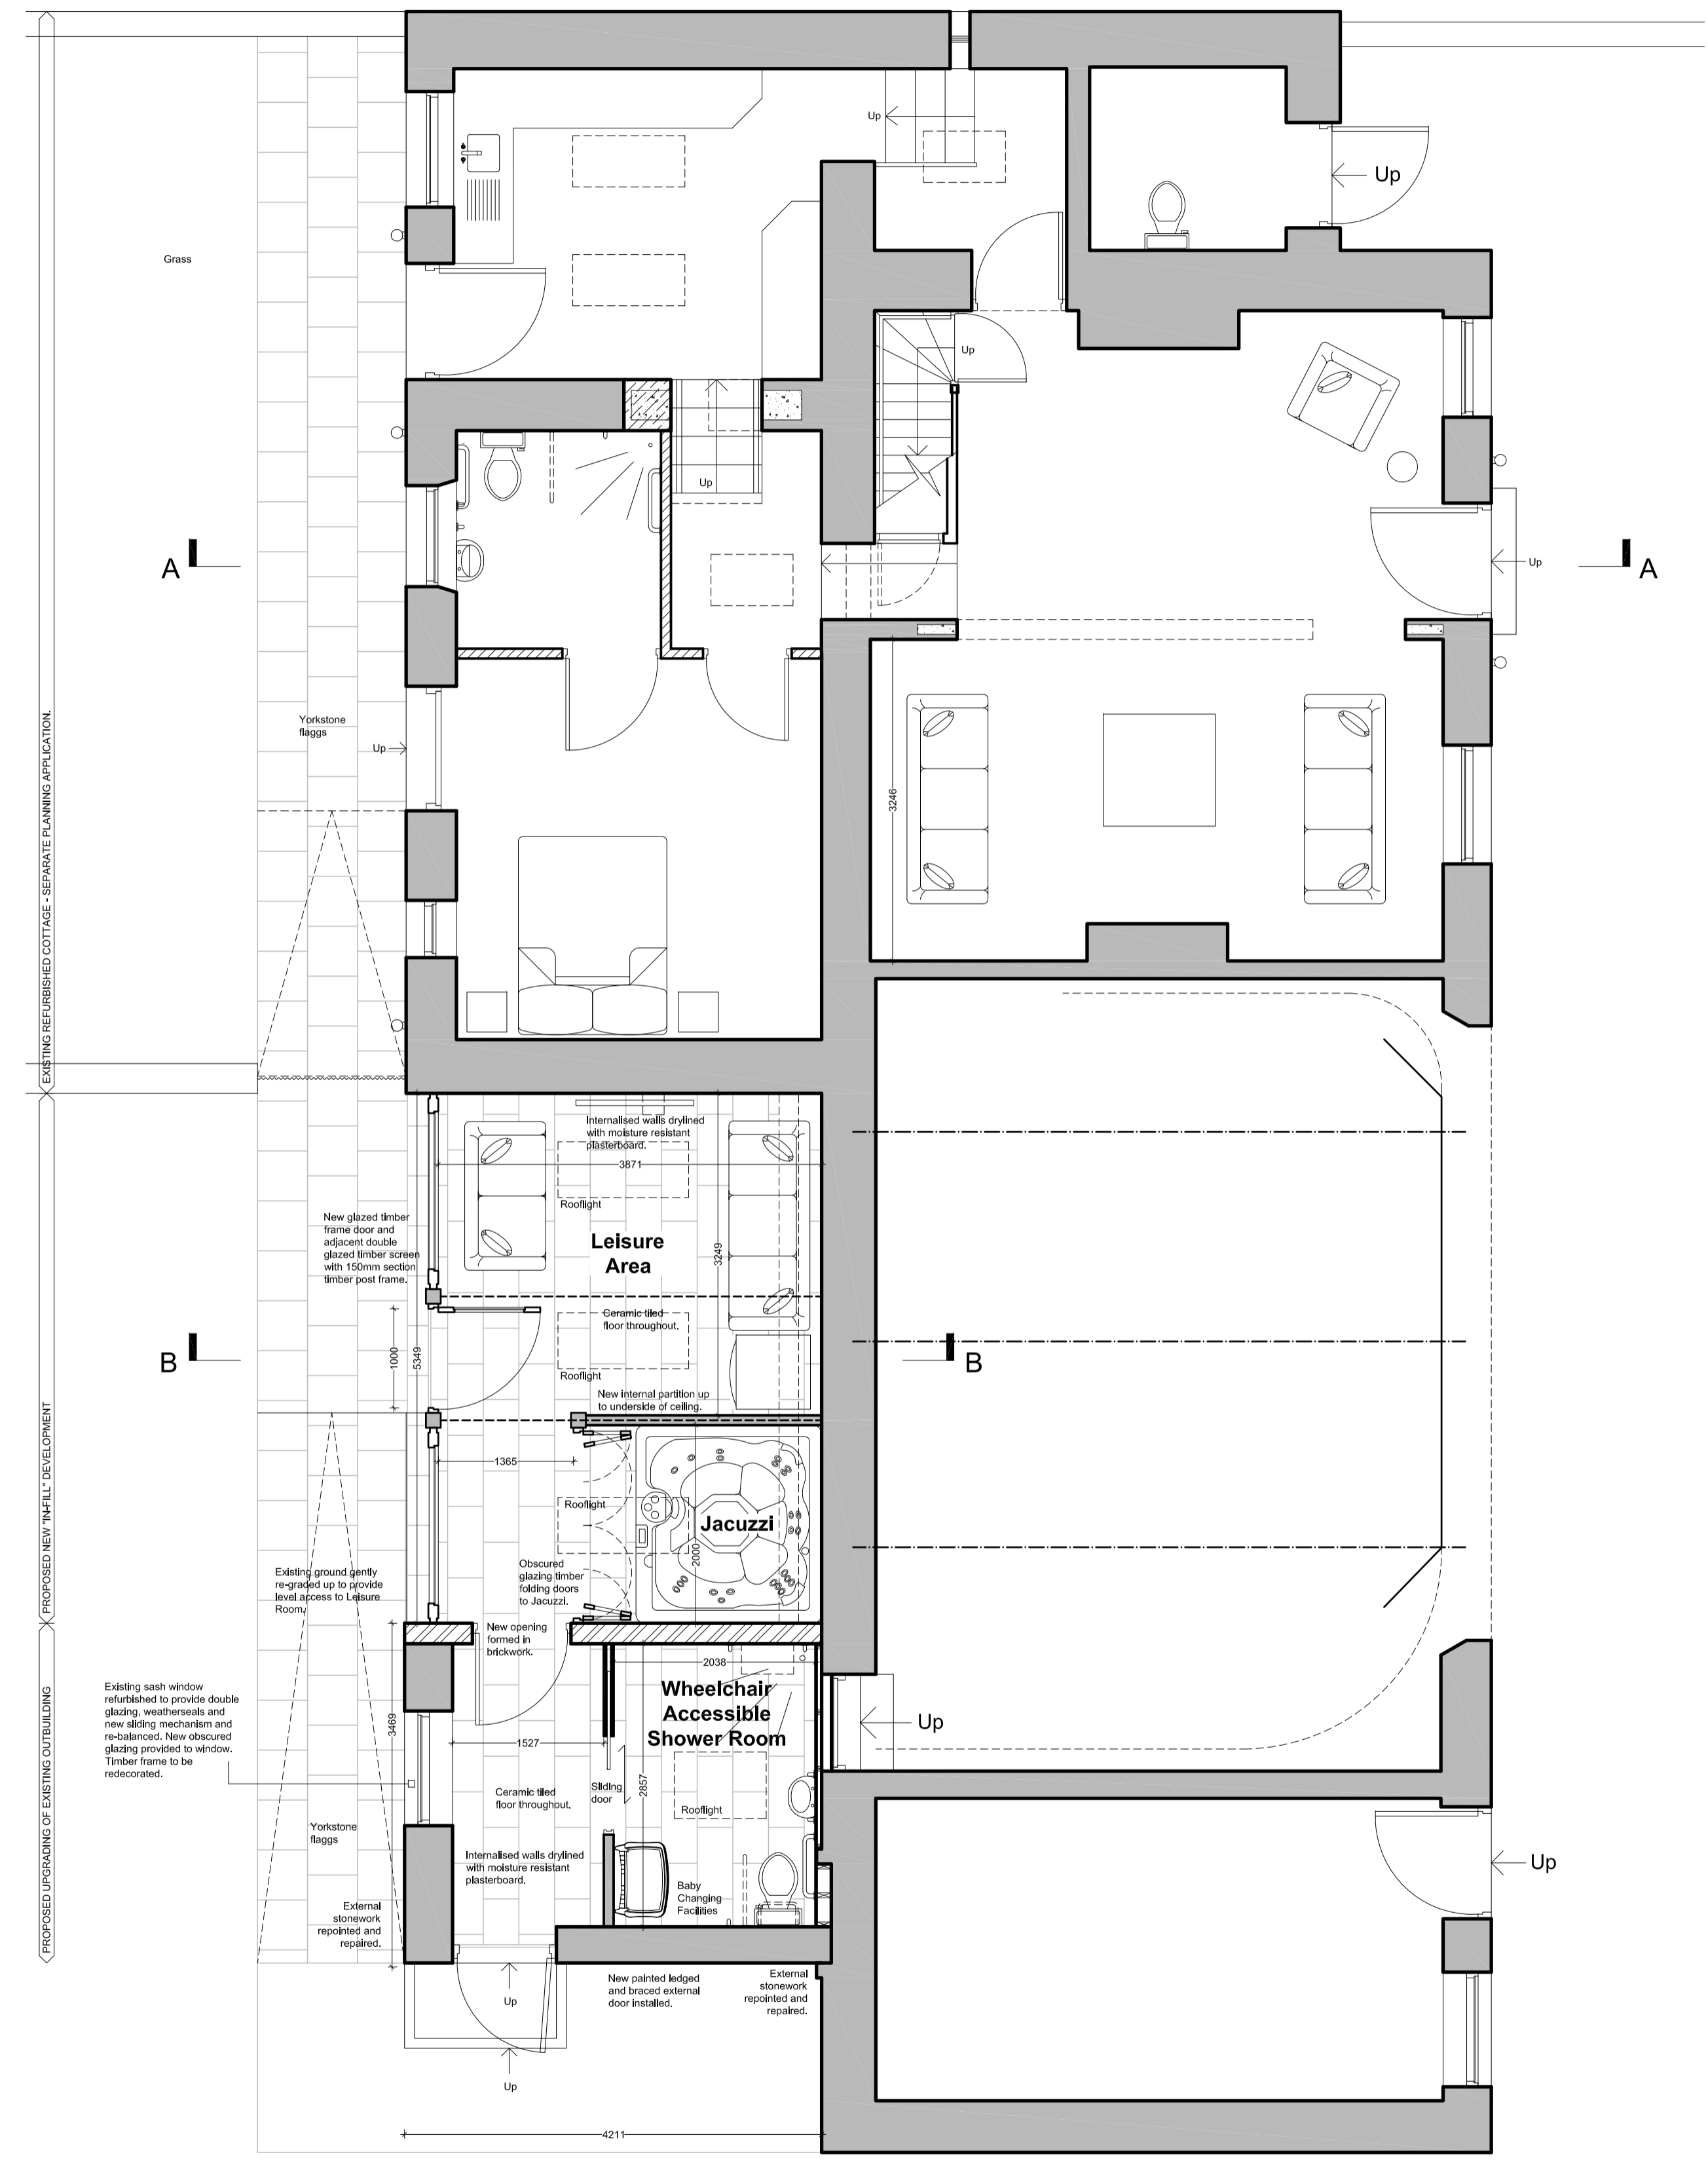 Up
Up
Grass
Up
Up
A
A
Up
EXISTING REFURBISHED COTTAGE - SEPARATE PLANNING APPLICATION.
Yorkstone
flaggs
Up
3246
Internalised walls drylined
with moisture resistant
plasterboard.
3871
Rooflight
New glazed timber
frame door and
adjacent double
glazed timber screen
with 150mm section
timber post frame.
Leisure
Area
3249
Ceramic tiled
floor throughout.
1000
5349
B
B
Rooflight
New internal partition up
to underside of ceiling.
PROPOSED NEW "IN-FILL" DEVELOPMENT
1365
Rooflight
Jacuzzi
2000
Obscured
glazing timber
folding doors
to Jacuzzi.
Existing ground gently
re-graded up to provide
level access to Leisure
Room.
New opening
formed in
brickwork.
2038
Wheelchair
Accessible
Shower Room
Existing sash window
refurbished to provide double
glazing, weatherseals and
new sliding mechanism and
re-balanced. New obscured
glazing provided to window.
Timber frame to be
redecorated.
3469
1527
Up
2857
Sliding
door
Ceramic tiled
floor throughout.
Rooflight
PROPOSED UPGRADING OF EXISTING OUTBUILDING
Yorkstone
flaggs
Internalised walls drylined
with moisture resistant
plasterboard.
Up
Baby
Changing
Facilities
External
stonework
repointed and
repaired.
New painted ledged
and braced external
door installed.
External
stonework
repointed and
repaired.
Up
Up
4211